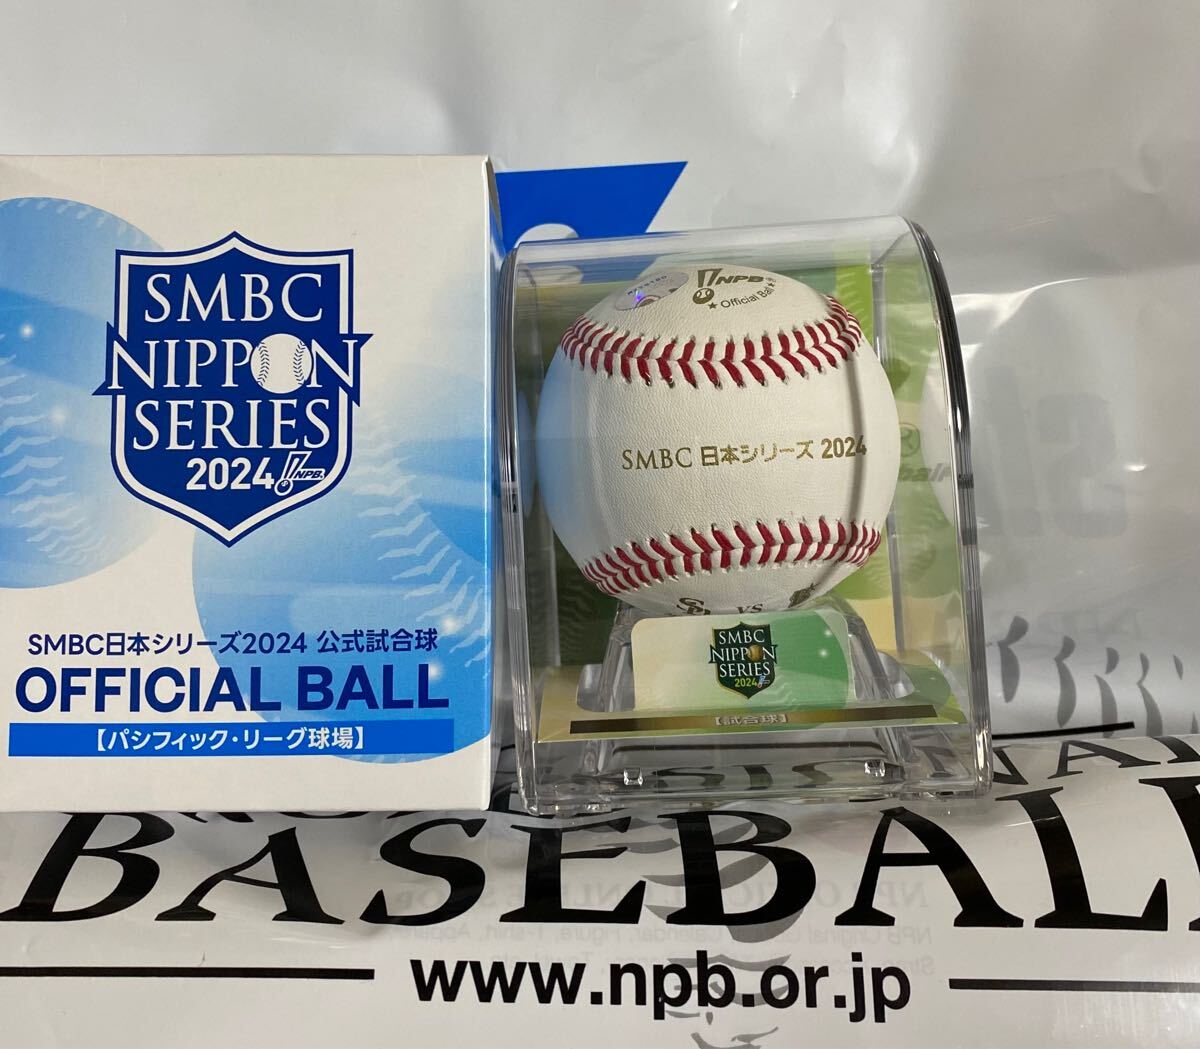 SMBC
NIPPON
SERIES
2024 NPB
SMBC日本シリーズ2024 公式試合球
OFFICIAL BALL
【パシフィック・リーグ球場】
NPB
Official Ball
SMBC 日本シリーズ 2024
VS
SMBC
NIPPON
SERIES
2024
【試合球】
BASEBALL
www.npb.or.jp